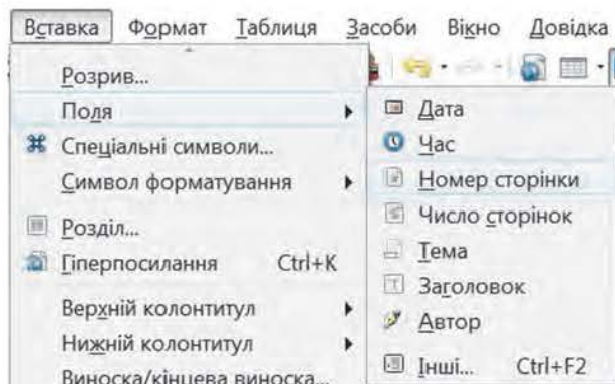 Вставка Формат Таблиця Засоби Вікно Довідка
Розрив...
Поля
Спеціальні символи...
Символ форматування
Розділ...
Гіперпосилання Ctrl+K
Верхній колонтитул
Нижній колонтитул
Виноска/кінцева виноска...
Дата
Час
Номер сторінки
Число сторінок
Тема
Заголовок
Автор
Інші... Ctrl+F2